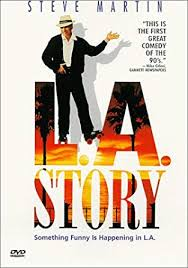 STEVE MARTIN
"THIS IS
THE FIRST
GREAT
COMEDY
OF THE
90's."
L.A.
STORY
Something Funny Is Happening in L.A.
DVD